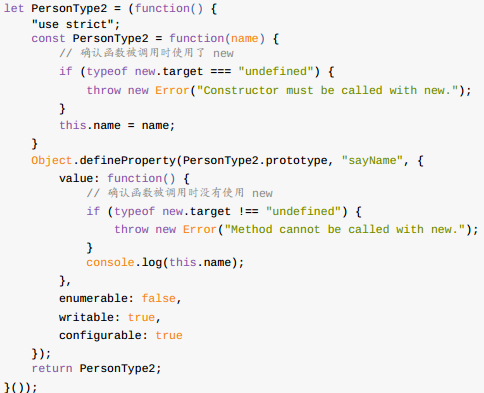 let PersonType2 = (function() {
    "use strict";
    const PersonType2 = function(name) {
        // 确认函数被调用时使用了 new
        if (typeof new.target === "undefined") {
            throw new Error("Constructor must be called with new.");
        }
        this.name = name;
    }
    Object.defineProperty(PersonType2.prototype, "sayName", {
        value: function() {
            // 确认函数被调用时没有使用 new
            if (typeof new.target !== "undefined") {
                throw new Error("Method cannot be called with new.");
            }
            console.log(this.name);
        },
        enumerable: false,
        writable: true,
        configurable: true
    });
    return PersonType2;
}());